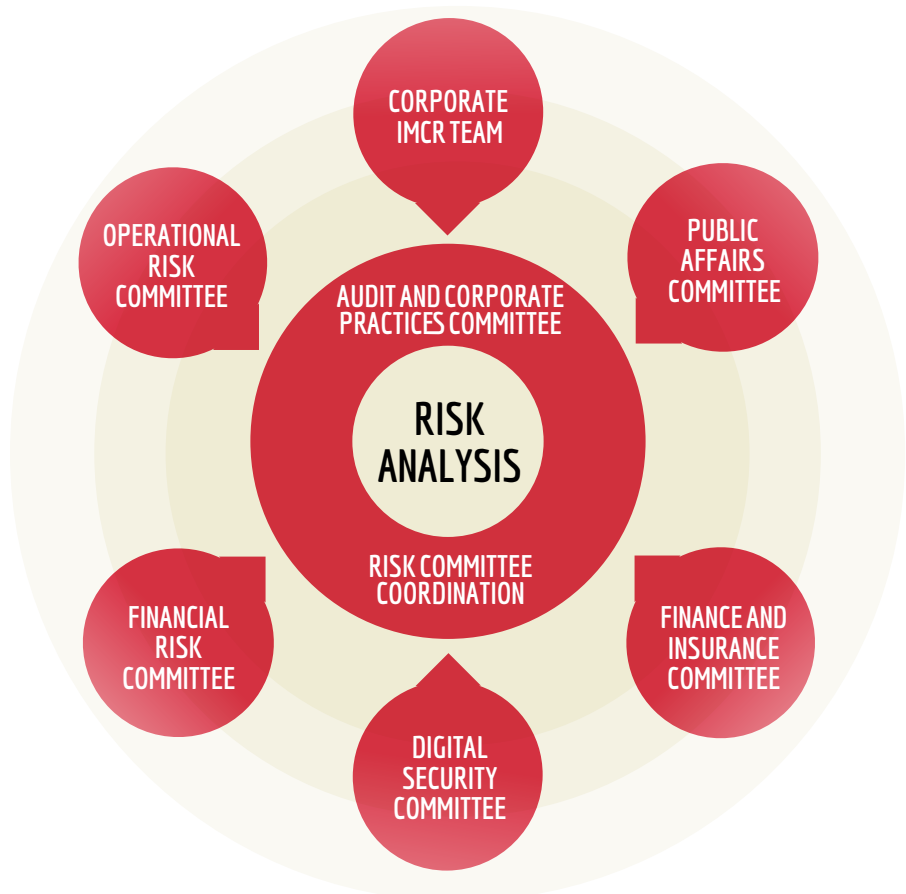 CORPORATE
IMCR TEAM
OPERATIONAL
RISK
COMMITTEE
PUBLIC
AFFAIRS
COMMITTEE
AUDIT AND CORPORATE
PRACTICES COMMITTEE
RISK
ANALYSIS
RISK COMMITTEE
COORDINATION
FINANCIAL
RISK
COMMITTEE
FINANCE AND
INSURANCE
COMMITTEE
DIGITAL
SECURITY
COMMITTEE